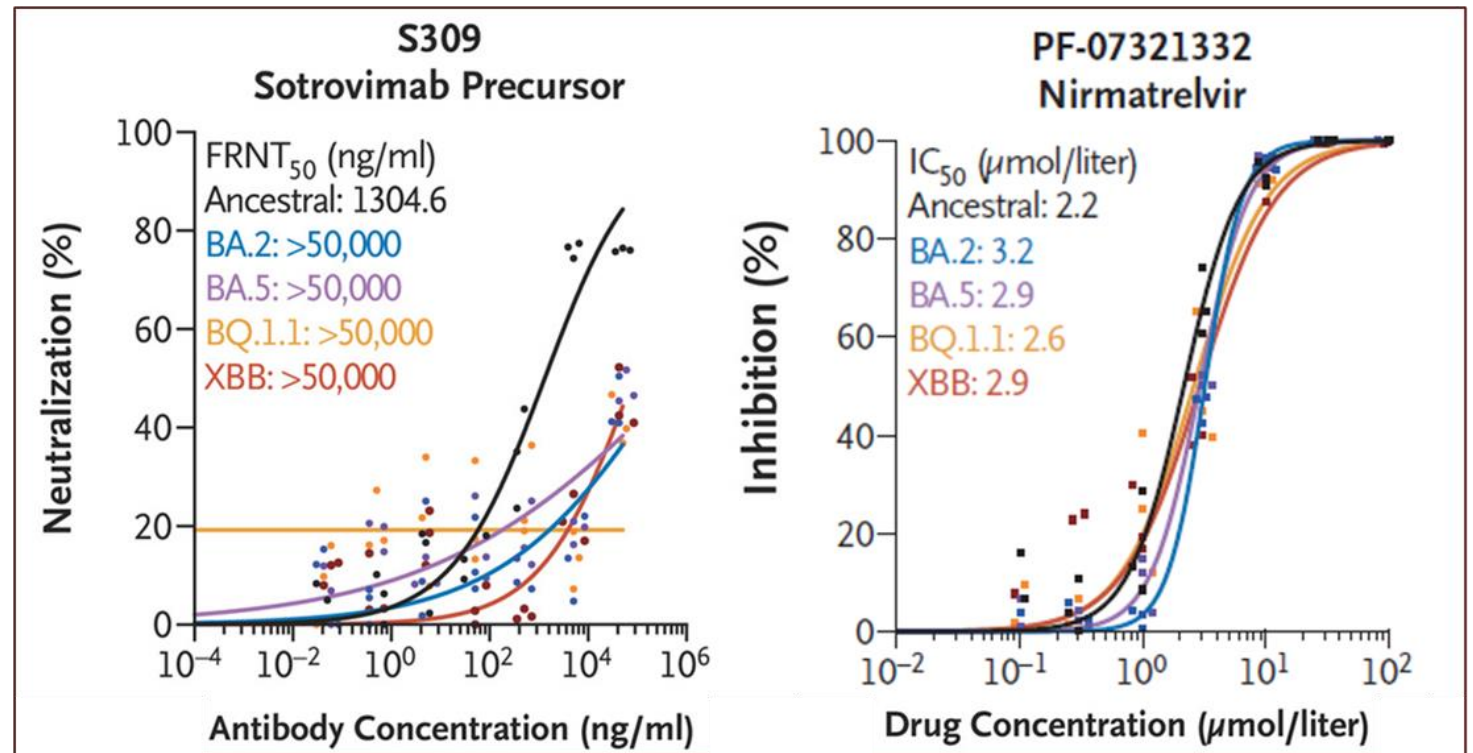 S309
Sotrovimab Precursor
Neutralization (%)
100
80
60
40
20
0
FRNT₅₀ (ng/ml)
Ancestral: 1304.6
BA.2: >50,000
BA.5: >50,000
BQ.1.1: >50,000
XBB: >50,000
10⁻⁴ 10⁻² 10⁰ 10² 10⁴ 10⁶
Antibody Concentration (ng/ml)
PF-07321332
Nirmatrelvir
Inhibition (%)
100
80
60
40
20
0
IC₅₀ (µmol/liter)
Ancestral: 2.2
BA.2: 3.2
BA.5: 2.9
BQ.1.1: 2.6
XBB: 2.9
10⁻² 10⁻¹ 10⁰ 10¹ 10²
Drug Concentration (µmol/liter)